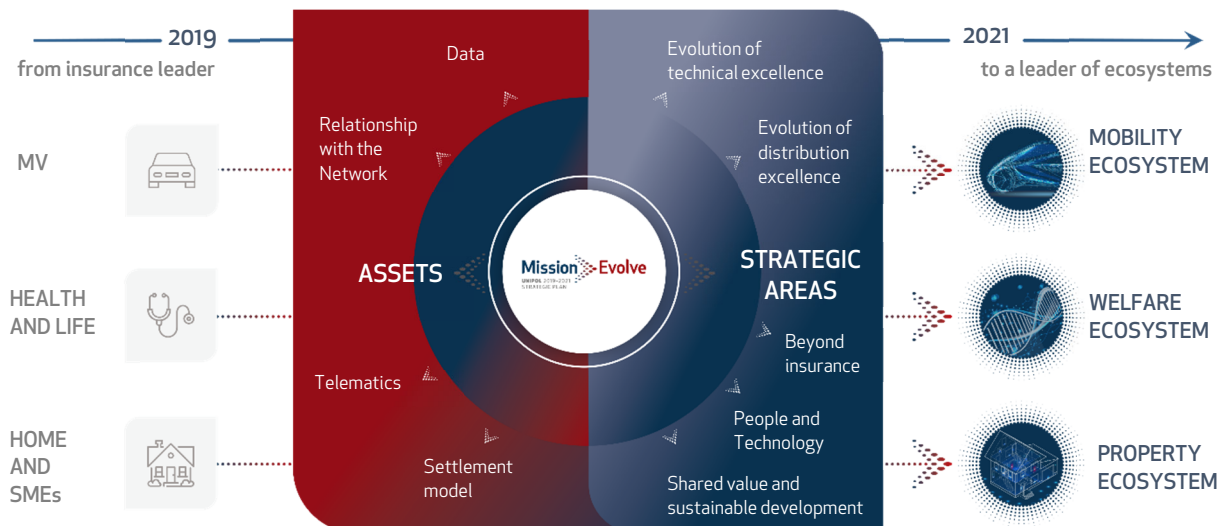 2019
from insurance leader
MV
HEALTH
AND LIFE
HOME
AND
SMEs
Data
Relationship
with the
Network
ASSETS
Telematics
Settlement
model
Mission Evolve
UNIPOL 2019-2021
STRATEGIC PLAN
Evolution of
technical excellence
Evolution of
distribution
excellence
STRATEGIC
AREAS
Beyond
insurance
People and
Technology
Shared value and
sustainable development
2021
to a leader of ecosystems
MOBILITY
ECOSYSTEM
WELFARE
ECOSYSTEM
PROPERTY
ECOSYSTEM